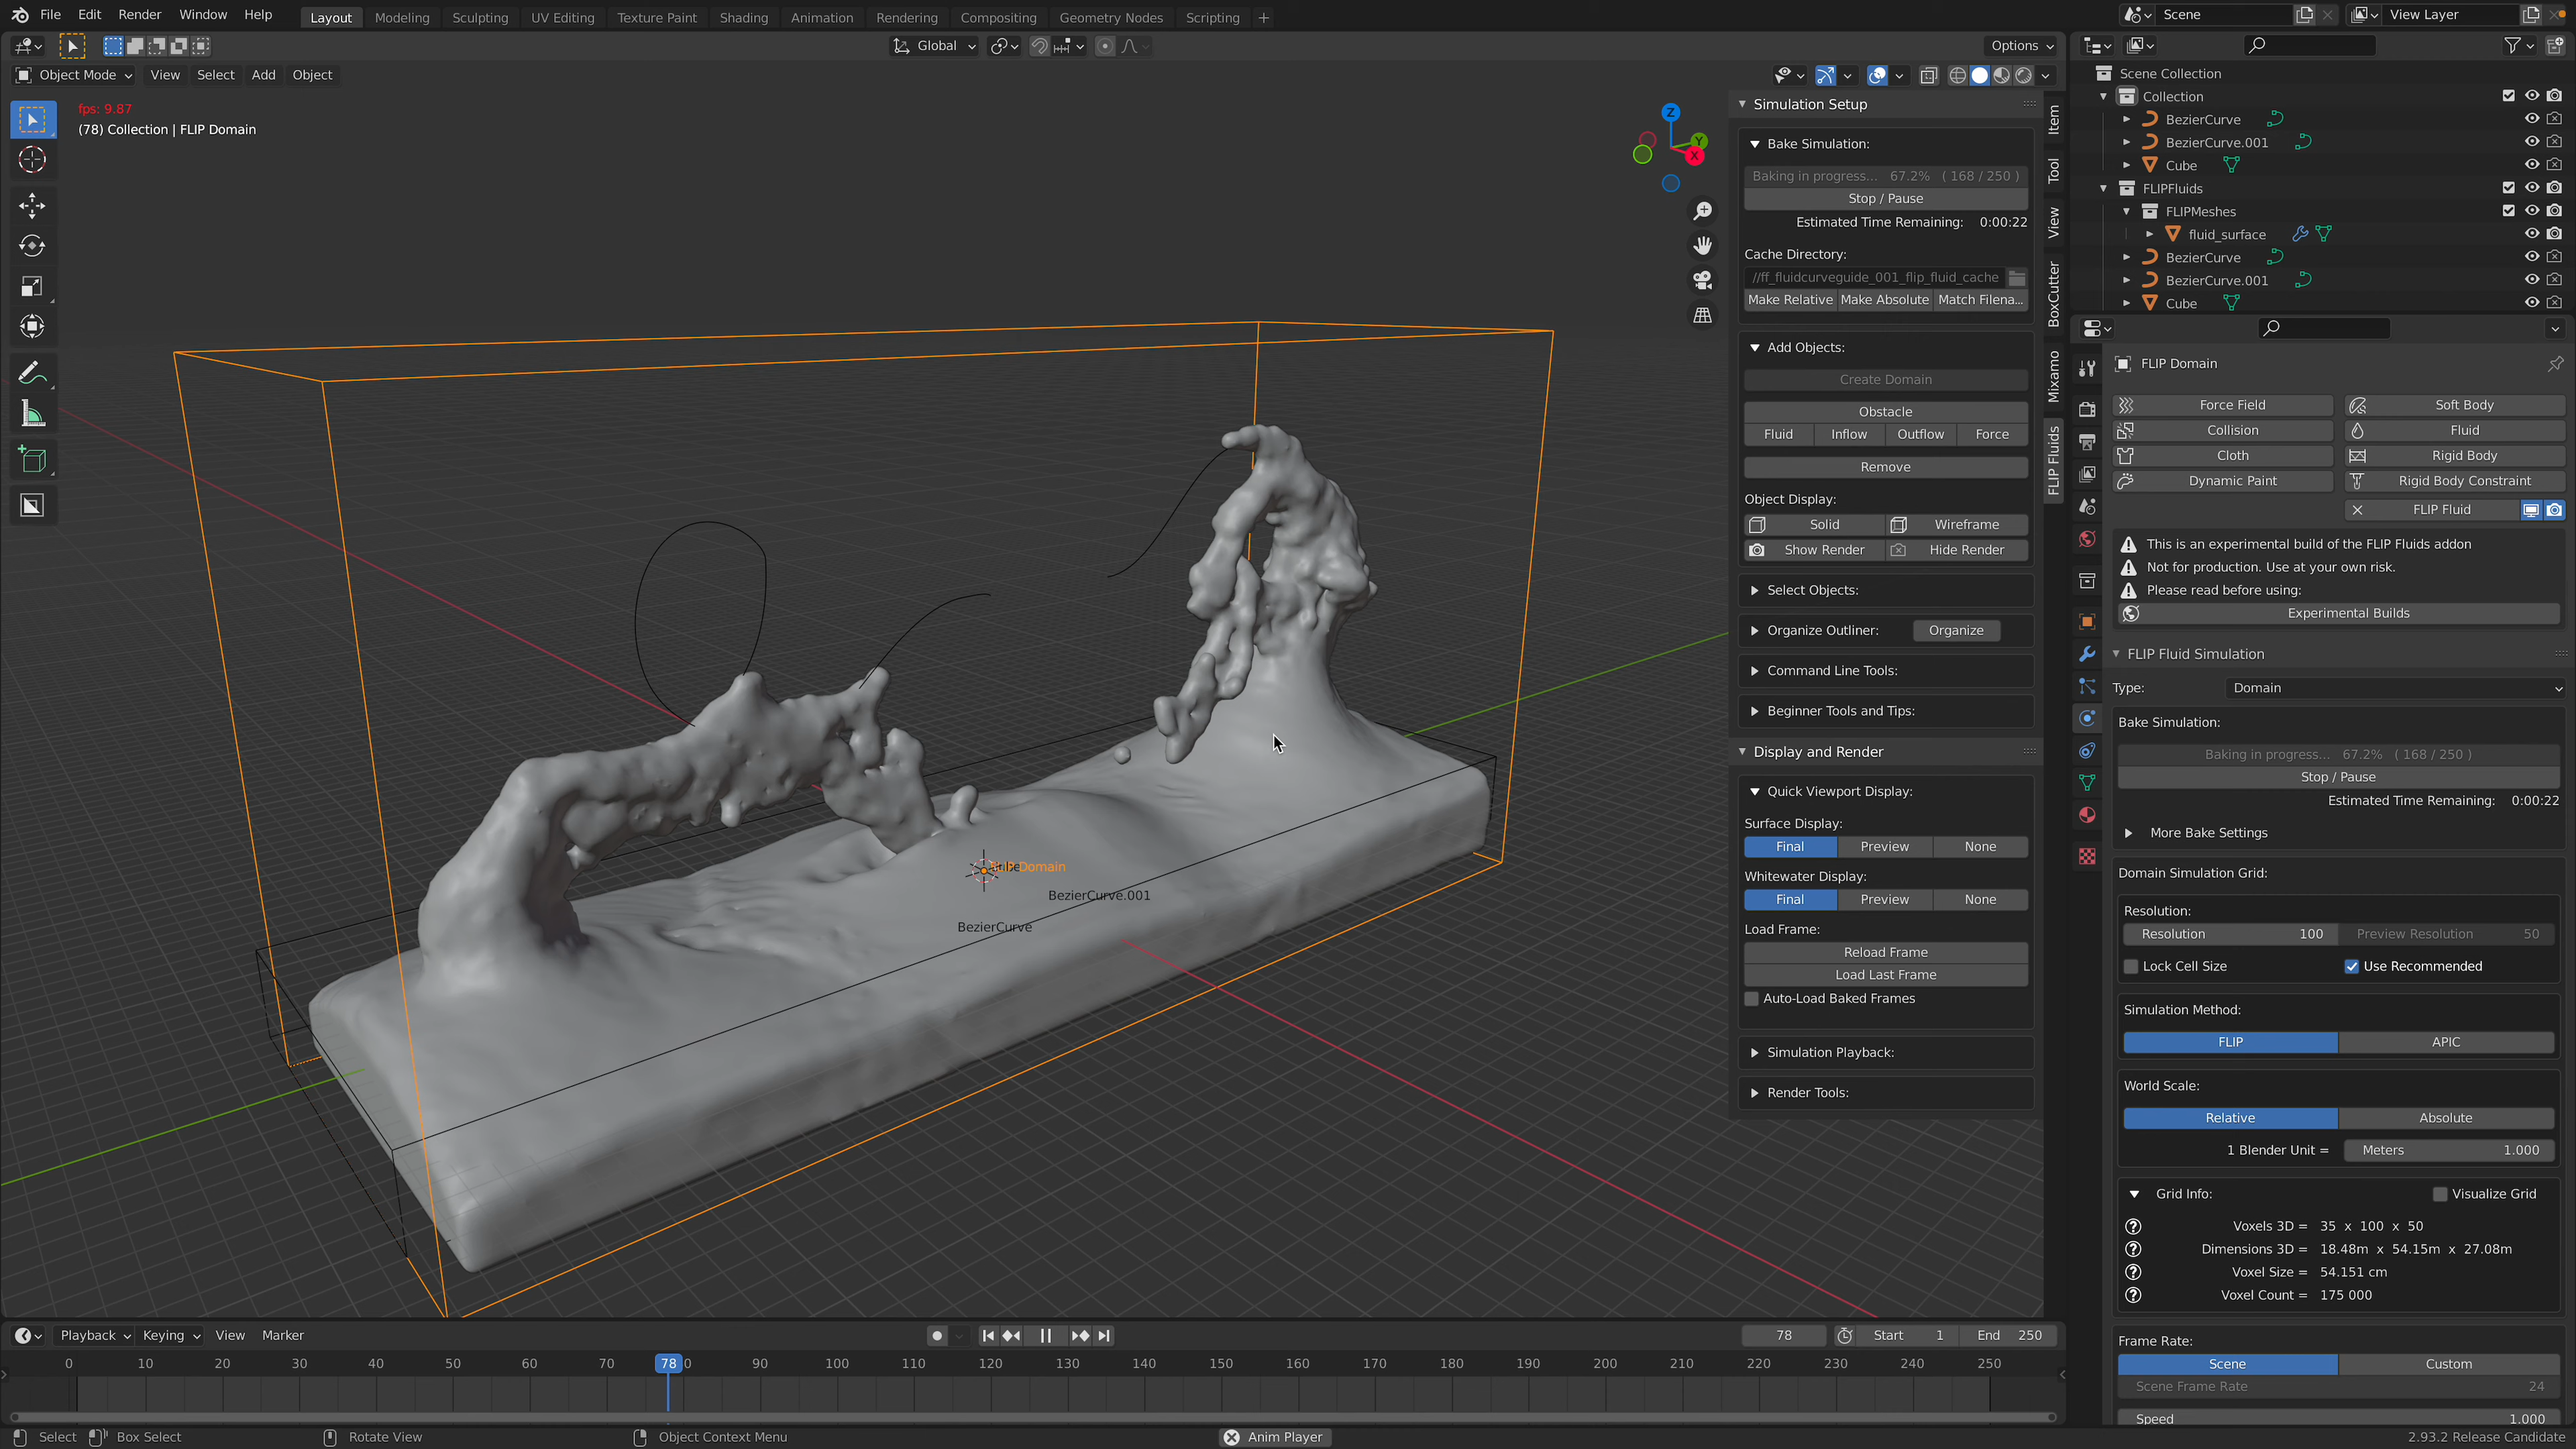 File Edit Render Window Help Layout Modeling Sculpting UV Editing Texture Paint Shading Animation Rendering Compositing Geometry Nodes Scripting + Scene View Layer
Global Options
Object Mode View Select Add Object
fps: 9.87
(78) Collection | FLIP Domain
Z
Y
X
BezierCurve.001
BezierCurve
Simulation Setup
Bake Simulation:
Baking in progress... 67.2% ( 168 / 250 )
Stop / Pause
Estimated Time Remaining: 0:00:22
Cache Directory:
//ff_fluidcurveguide_001_flip_fluid_cache
Make Relative Make Absolute Match Filena...
Add Objects:
Create Domain
Obstacle
Fluid Inflow Outflow Force
Remove
Object Display:
Solid Wireframe
Show Render Hide Render
Select Objects:
Organize Outliner: Organize
Command Line Tools:
Beginner Tools and Tips:
Display and Render
Quick Viewport Display:
Surface Display:
Final Preview None
Whitewater Display:
Final Preview None
Load Frame:
Reload Frame
Load Last Frame
Auto-Load Baked Frames
Simulation Playback:
Render Tools:
Item
Tool
View
BoxCutter
Mixamo
FLIP Fluids
Scene Collection
Collection
BezierCurve
BezierCurve.001
Cube
FLIPFluids
FLIPMeshes
fluid_surface
BezierCurve
BezierCurve.001
Cube
FLIP Domain
Force Field Soft Body
Collision Fluid
Cloth Rigid Body
Dynamic Paint Rigid Body Constraint
FLIP Fluid
This is an experimental build of the FLIP Fluids addon
Not for production. Use at your own risk.
Please read before using:
Experimental Builds
FLIP Fluid Simulation
Type: Domain
Bake Simulation:
Baking in progress... 67.2% ( 168 / 250 )
Stop / Pause
Estimated Time Remaining: 0:00:22
More Bake Settings
Domain Simulation Grid:
Resolution:
Resolution 100 Preview Resolution 50
Lock Cell Size Use Recommended
Simulation Method:
FLIP APIC
World Scale:
Relative Absolute
1 Blender Unit = Meters 1.000
Grid Info: Visualize Grid
Voxels 3D = 35 x 100 x 50
Dimensions 3D = 18.48m x 54.15m x 27.08m
Voxel Size = 54.151 cm
Voxel Count = 175 000
Frame Rate:
Scene Custom
Scene Frame Rate 24
Speed 1.000
Playback Keying View Marker 78 Start 1 End 250
0 10 20 30 40 50 60 70 78 90 100 110 120 130 140 150 160 170 180 190 200 210 220 230 240 250
Select Box Select Rotate View Object Context Menu Anim Player 2.93.2 Release Candidate